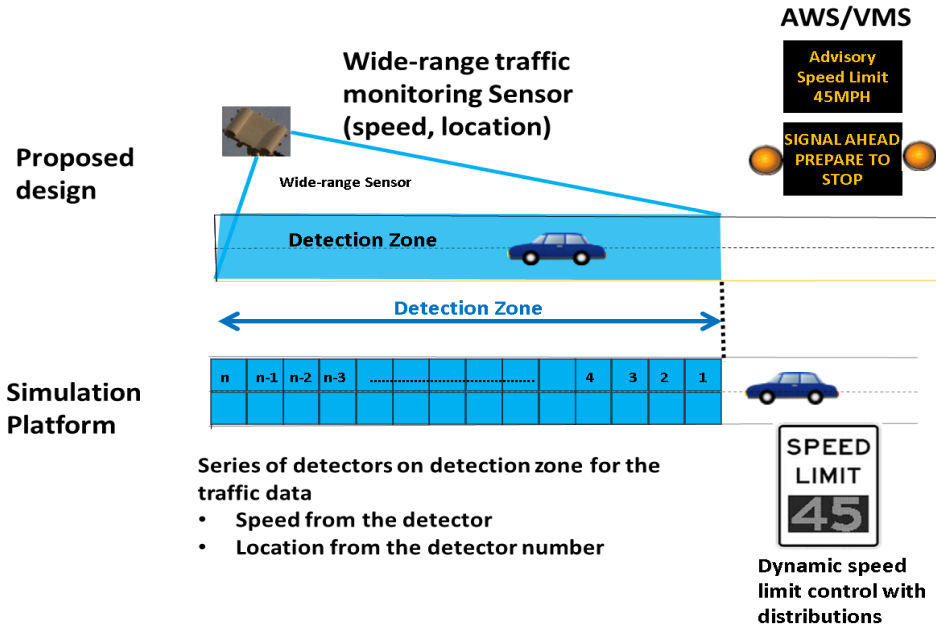 AWS/VMS
Advisory
Speed Limit
45MPH
Wide-range traffic
monitoring Sensor
(speed, location)
SIGNAL AHEAD
PREPARE TO
STOP
Proposed
design
Wide-range Sensor
Detection Zone
Detection Zone
n n-1 n-2 n-3 ........................................ 4 3 2 1
Simulation
Platform
SPEED
LIMIT
45
Series of detectors on detection zone for the
traffic data
• Speed from the detector
• Location from the detector number
Dynamic speed
limit control with
distributions